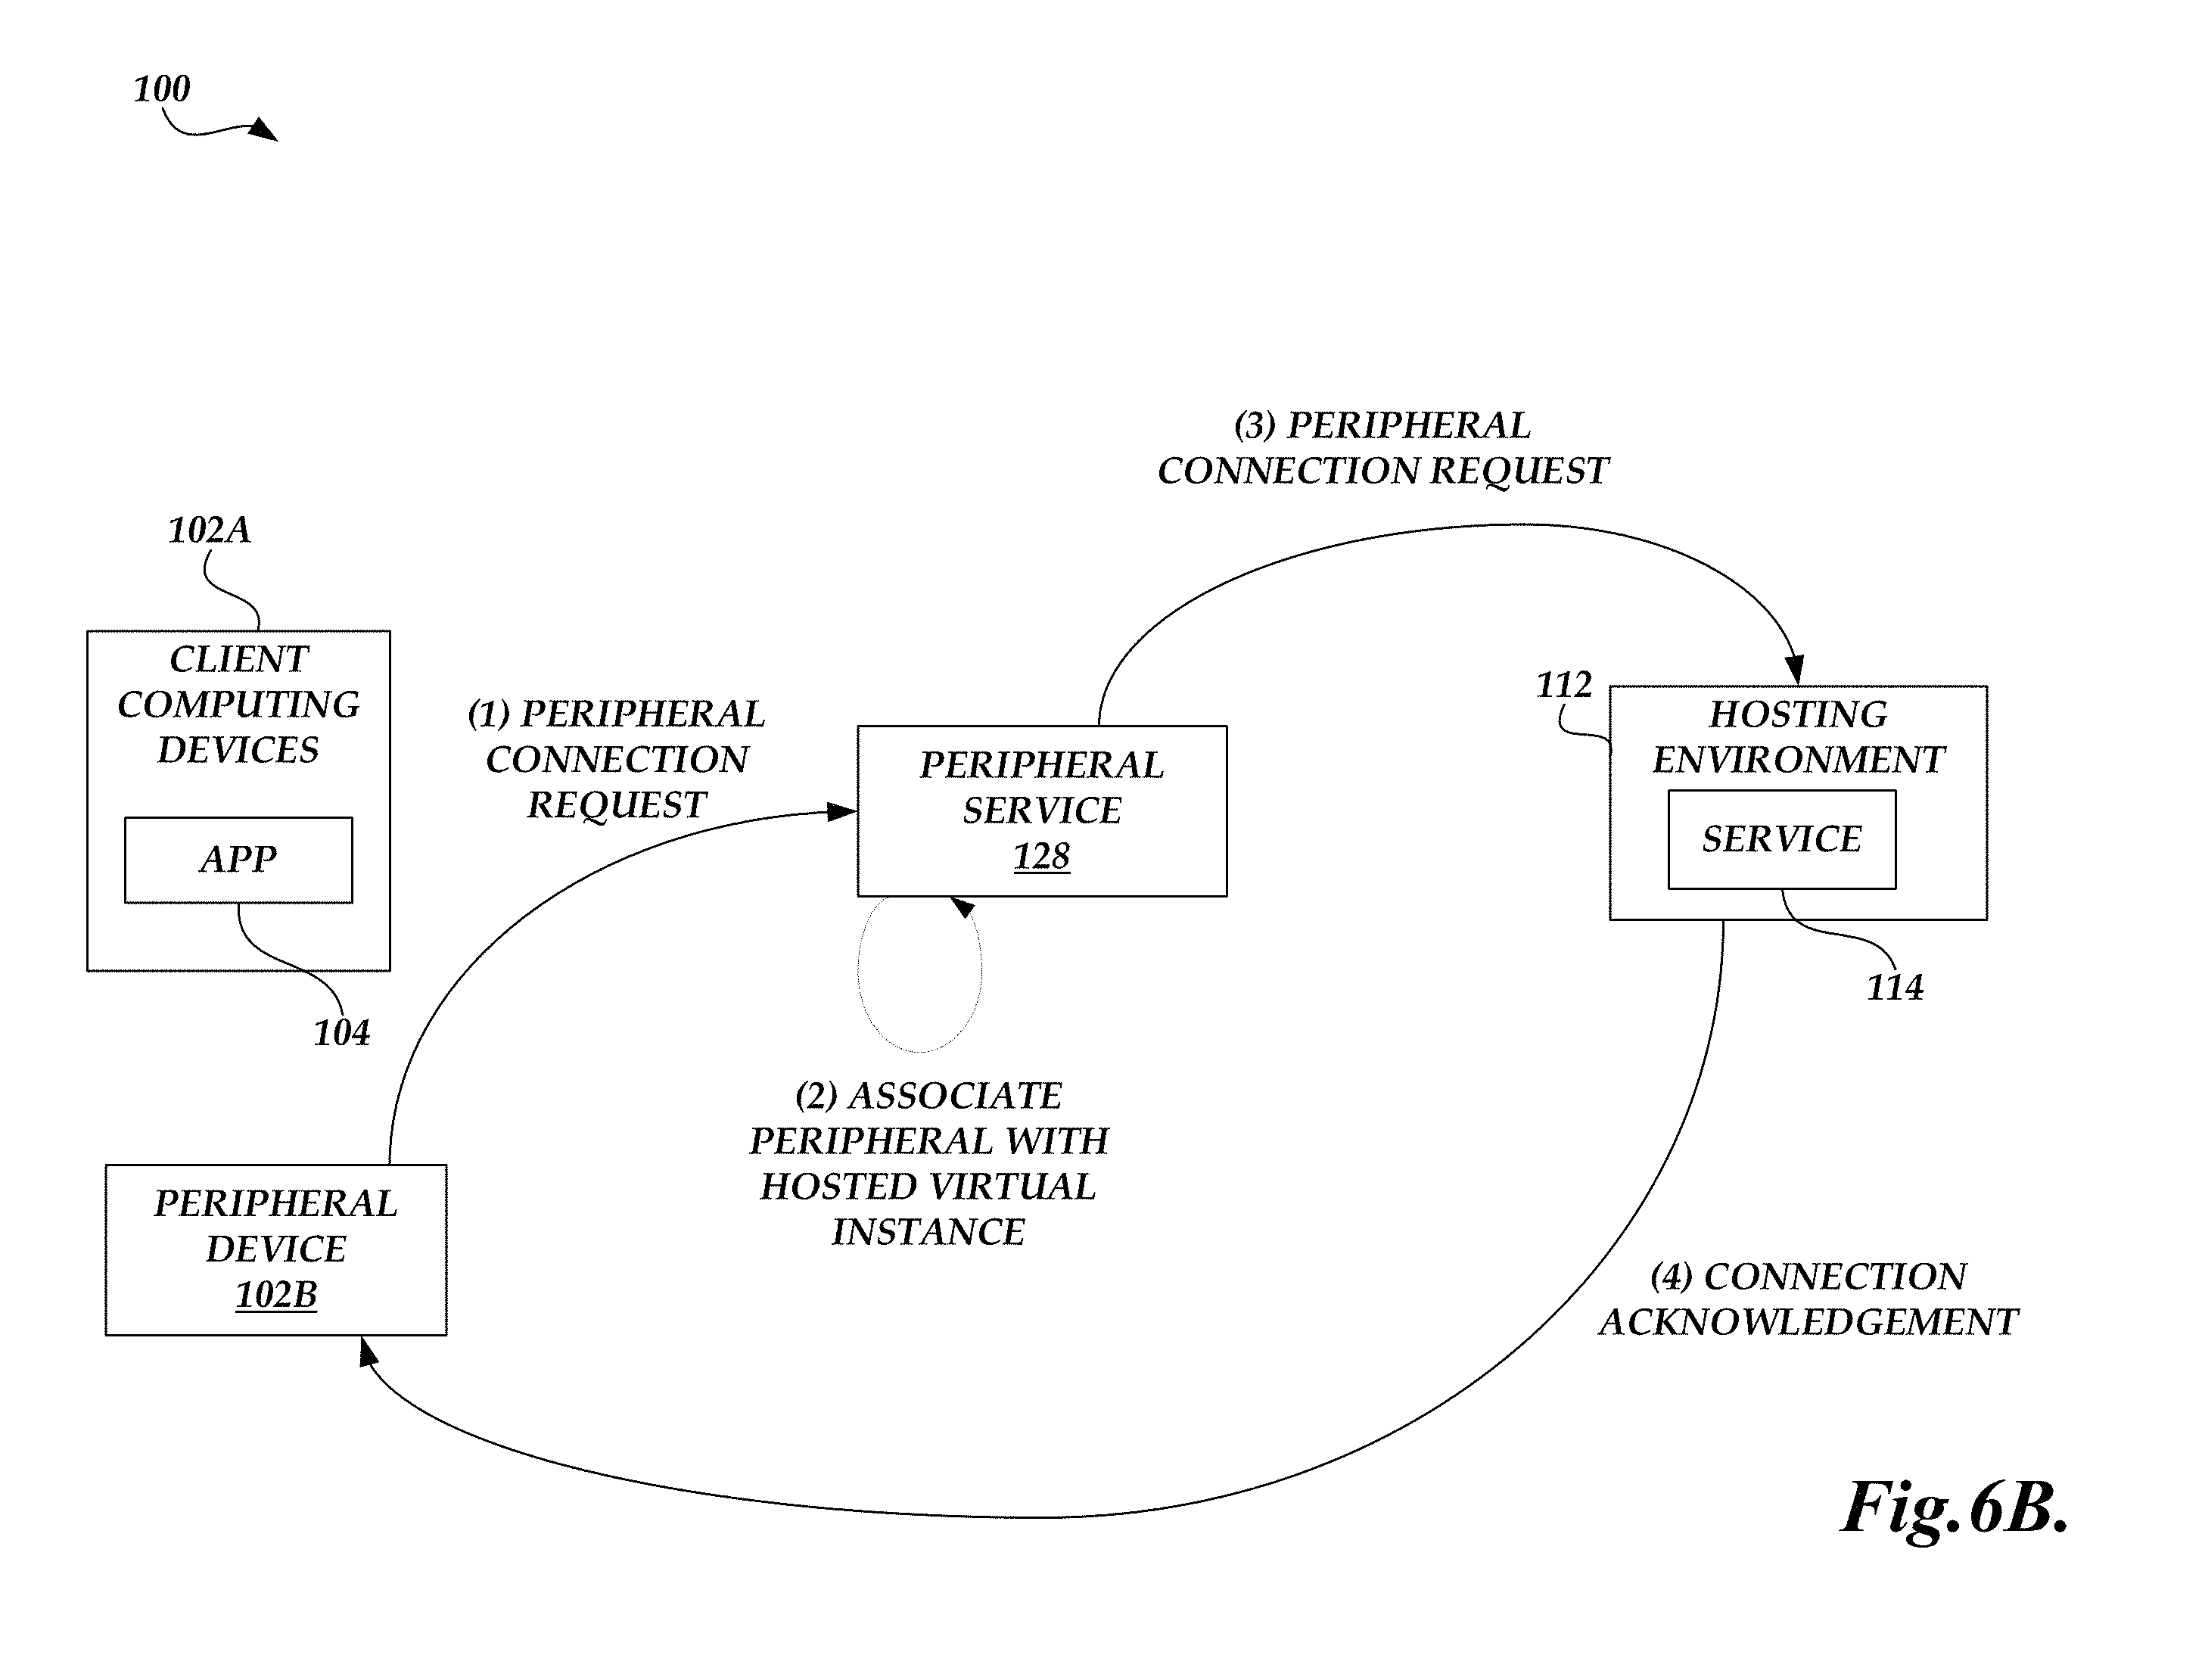 100
(3) PERIPHERAL
CONNECTION REQUEST
102A
CLIENT
COMPUTING
DEVICES
APP
104
(1) PERIPHERAL
CONNECTION
REQUEST
PERIPHERAL
SERVICE
128
112
HOSTING
ENVIRONMENT
SERVICE
114
(2) ASSOCIATE
PERIPHERAL WITH
HOSTED VIRTUAL
INSTANCE
PERIPHERAL
DEVICE
102B
(4) CONNECTION
ACKNOWLEDGEMENT
Fig.6B.